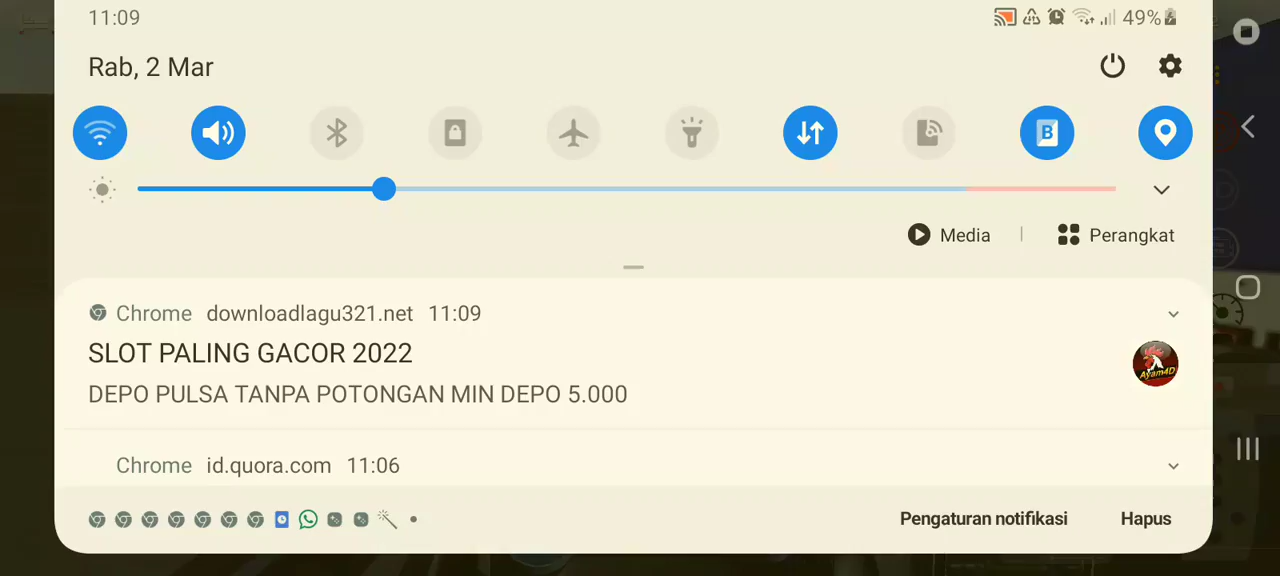 11:09
49%
Rab, 2 Mar
B
Media
Perangkat
Chrome downloadlagu321.net 11:09
SLOT PALING GACOR 2022
DEPO PULSA TANPA POTONGAN MIN DEPO 5.000
Ayam4D
Chrome id.quora.com 11:06
Pengaturan notifikasi
Hapus